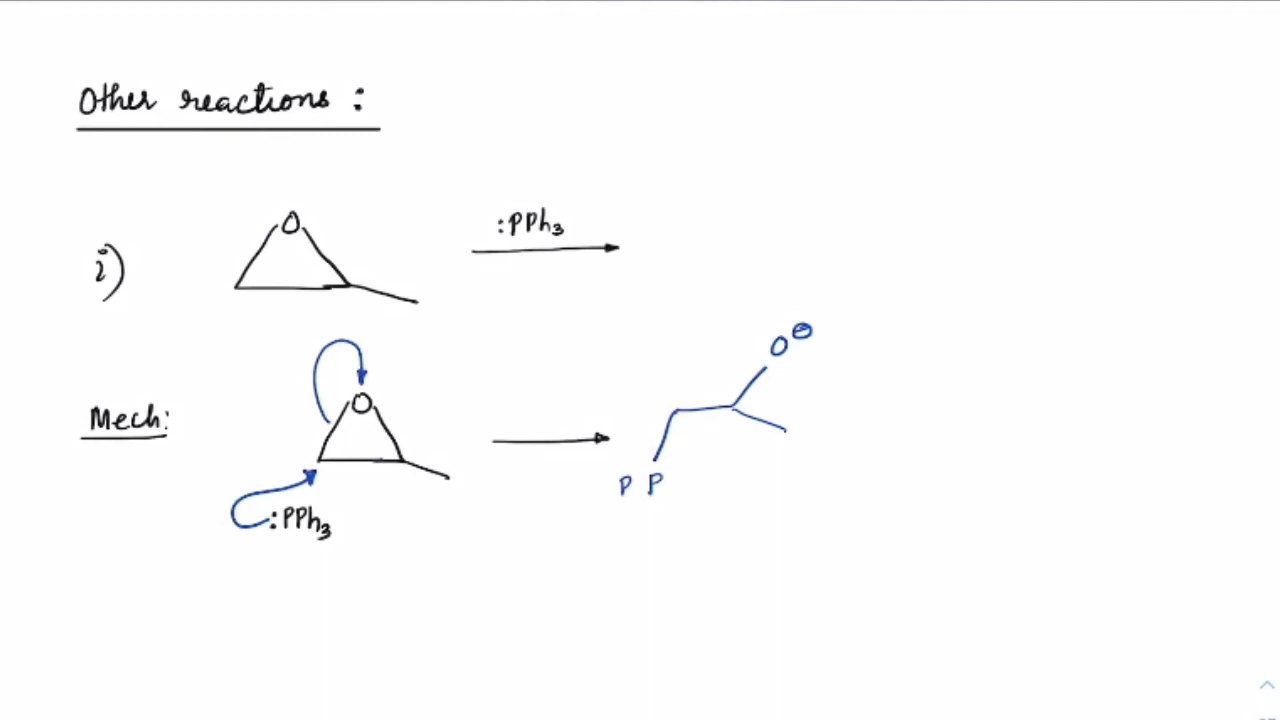 Other reactions :
i)
O
:PPh3
O⊖
Mech:
O
P P
:PPh3